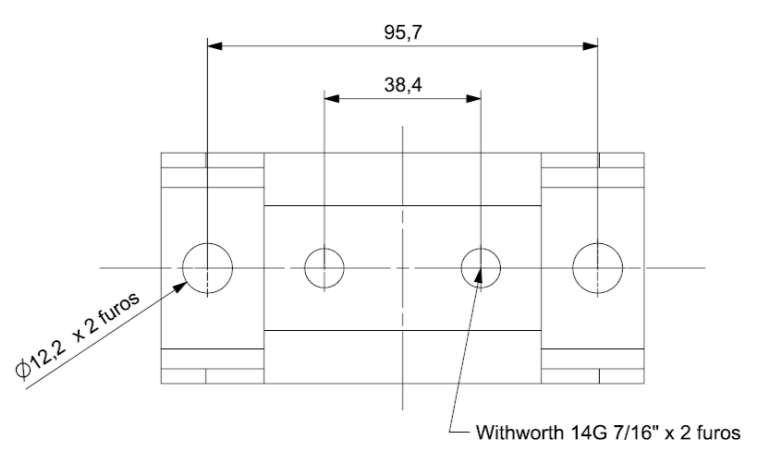 95,7
38,4
Ø12,2 x 2 furos
Withworth 14G 7/16" x 2 furos